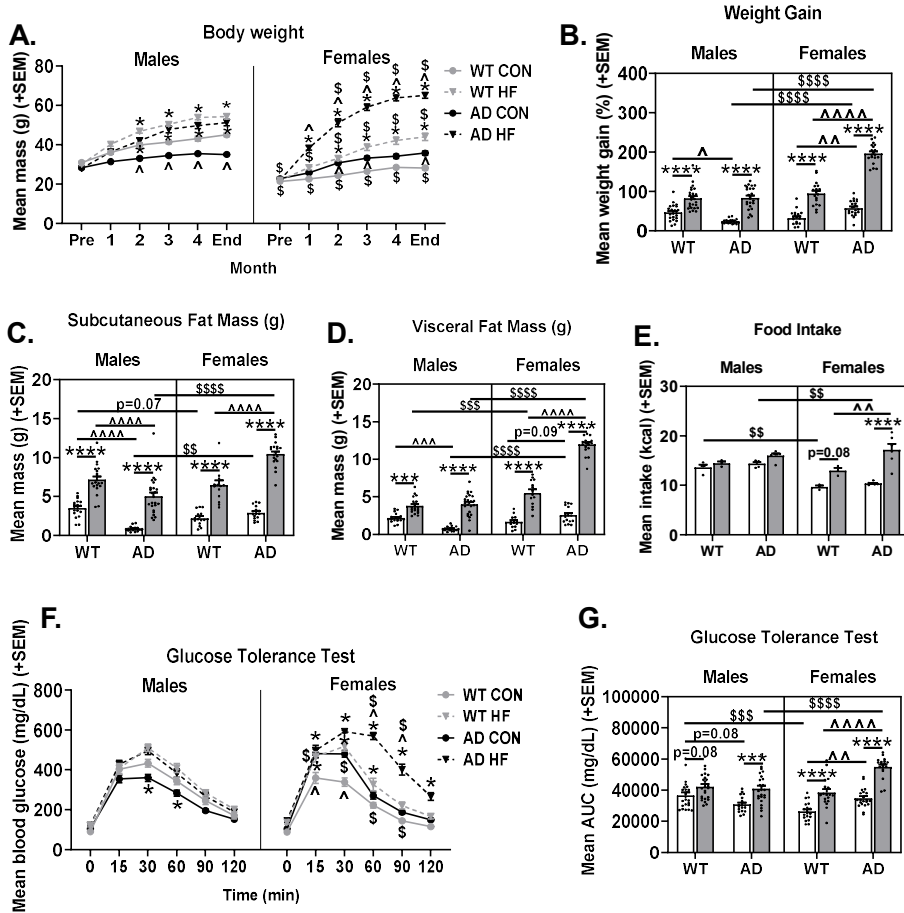 A.
Body weight
Males
Females
Mean mass (g) (+SEM)
80
60
40
20
0
Pre 1 2 3 4 End
Pre 1 2 3 4 End
Month
WT CON
WT HF
AD CON
AD HF
B.
Weight Gain
Males
Females
Mean weight gain (%) (+SEM)
400
300
200
100
0
$$$$
$$$$
^^^^
^^
^
****
****
****
****
WT AD WT AD
C.
Subcutaneous Fat Mass (g)
Males
Females
Mean mass (g) (+SEM)
20
15
10
5
0
$$$$
p=0.07
^^^^
^^^^
^^^^
$$
****
****
****
****
WT AD WT AD
D.
Visceral Fat Mass (g)
Males
Females
Mean mass (g) (+SEM)
20
15
10
5
0
$$$$
$$$
^^^^
p=0.09
^^^
$$$$
***
****
****
****
WT AD WT AD
E.
Food Intake
Males
Females
Mean intake (kcal) (+SEM)
30
20
10
0
$$
^^
$$
p=0.08
****
WT AD WT AD
F.
Glucose Tolerance Test
Males
Females
Mean blood glucose (mg/dL) (+SEM)
800
600
400
200
0
0 15 30 60 90 120
0 15 30 60 90 120
Time (min)
WT CON
WT HF
AD CON
AD HF
G.
Glucose Tolerance Test
Males
Females
Mean AUC (mg/dL) (+SEM)
100000
80000
60000
40000
20000
0
$$$$
$$$
^^^^
p=0.08
p=0.08
^^
***
****
****
WT AD WT AD